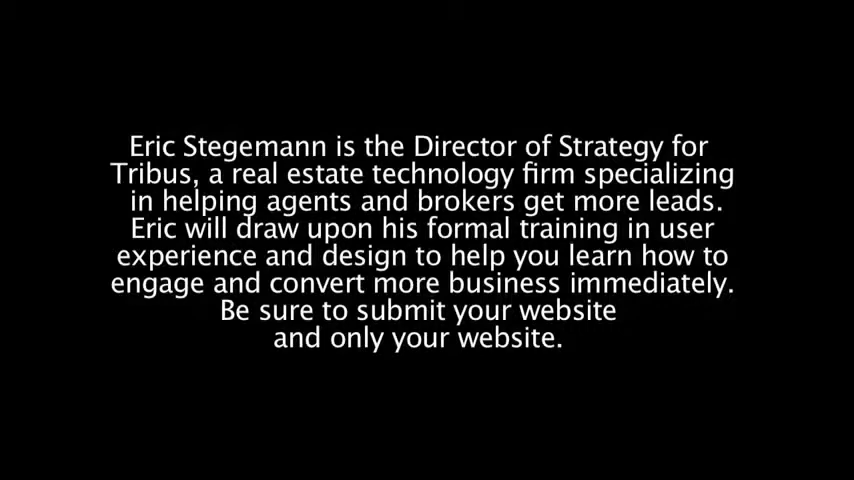 Eric Stegemann is the Director of Strategy for
Tribus, a real estate technology firm specializing
in helping agents and brokers get more leads.
Eric will draw upon his formal training in user
experience and design to help you learn how to
engage and convert more business immediately.
Be sure to submit your website
and only your website.